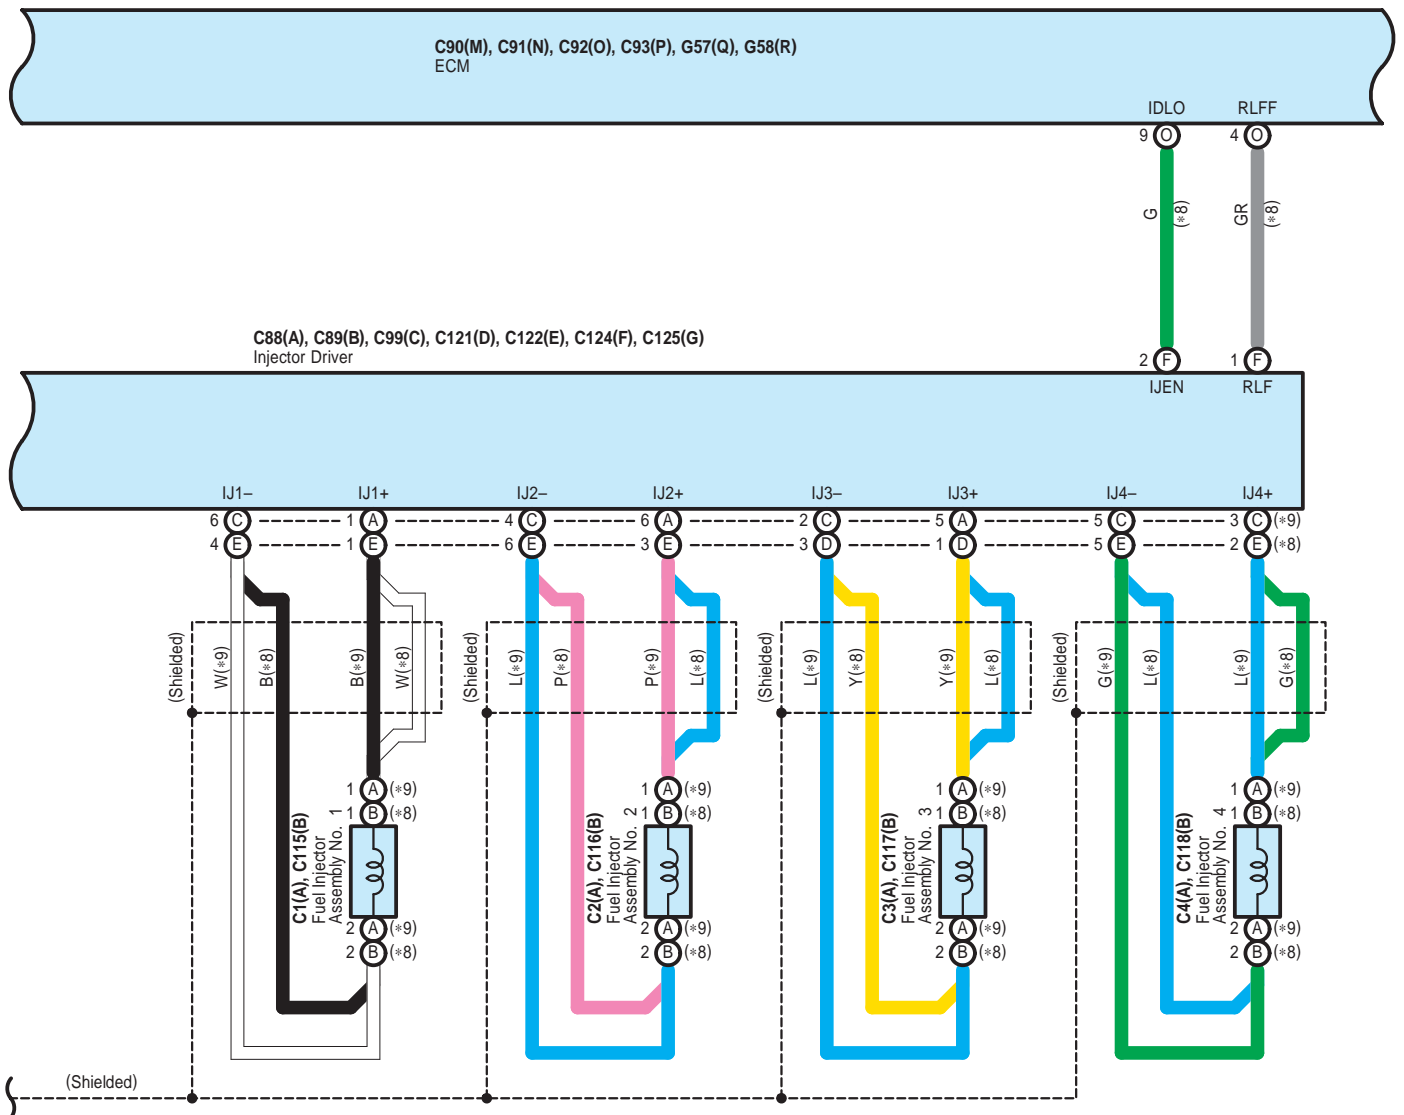 C90(M), C91(N), C92(O), C93(P), G57(Q), G58(R)
ECM
IDLO RLFF
9 O 4 O
G (∗8) GR (∗8)
C88(A), C89(B), C99(C), C121(D), C122(E), C124(F), C125(G)
Injector Driver
2 F 1 F
IJEN RLF
IJ1– IJ1+ IJ2– IJ2+ IJ3– IJ3+ IJ4– IJ4+
6 C 1 A 4 C 6 A 2 C 5 A 5 C 3 C (∗9)
4 E 1 E 6 E 3 E 3 D 1 D 5 E 2 E (∗8)
(Shielded) W(∗9) B(∗8) B(∗9) W(∗8) (Shielded) L(∗9) P(∗8) P(∗9) L(∗8) (Shielded) L(∗9) Y(∗8) Y(∗9) L(∗8) (Shielded) G(∗9) L(∗8) L(∗9) G(∗8)
1 A (∗9) 1 A (∗9) 1 A (∗9) 1 A (∗9)
1 B (∗8) 1 B (∗8) 1 B (∗8) 1 B (∗8)
C1(A), C115(B)
Fuel Injector
Assembly No. 1
C2(A), C116(B)
Fuel Injector
Assembly No. 2
C3(A), C117(B)
Fuel Injector
Assembly No. 3
C4(A), C118(B)
Fuel Injector
Assembly No. 4
2 A (∗9) 2 A (∗9) 2 A (∗9) 2 A (∗9)
2 B (∗8) 2 B (∗8) 2 B (∗8) 2 B (∗8)
(Shielded)